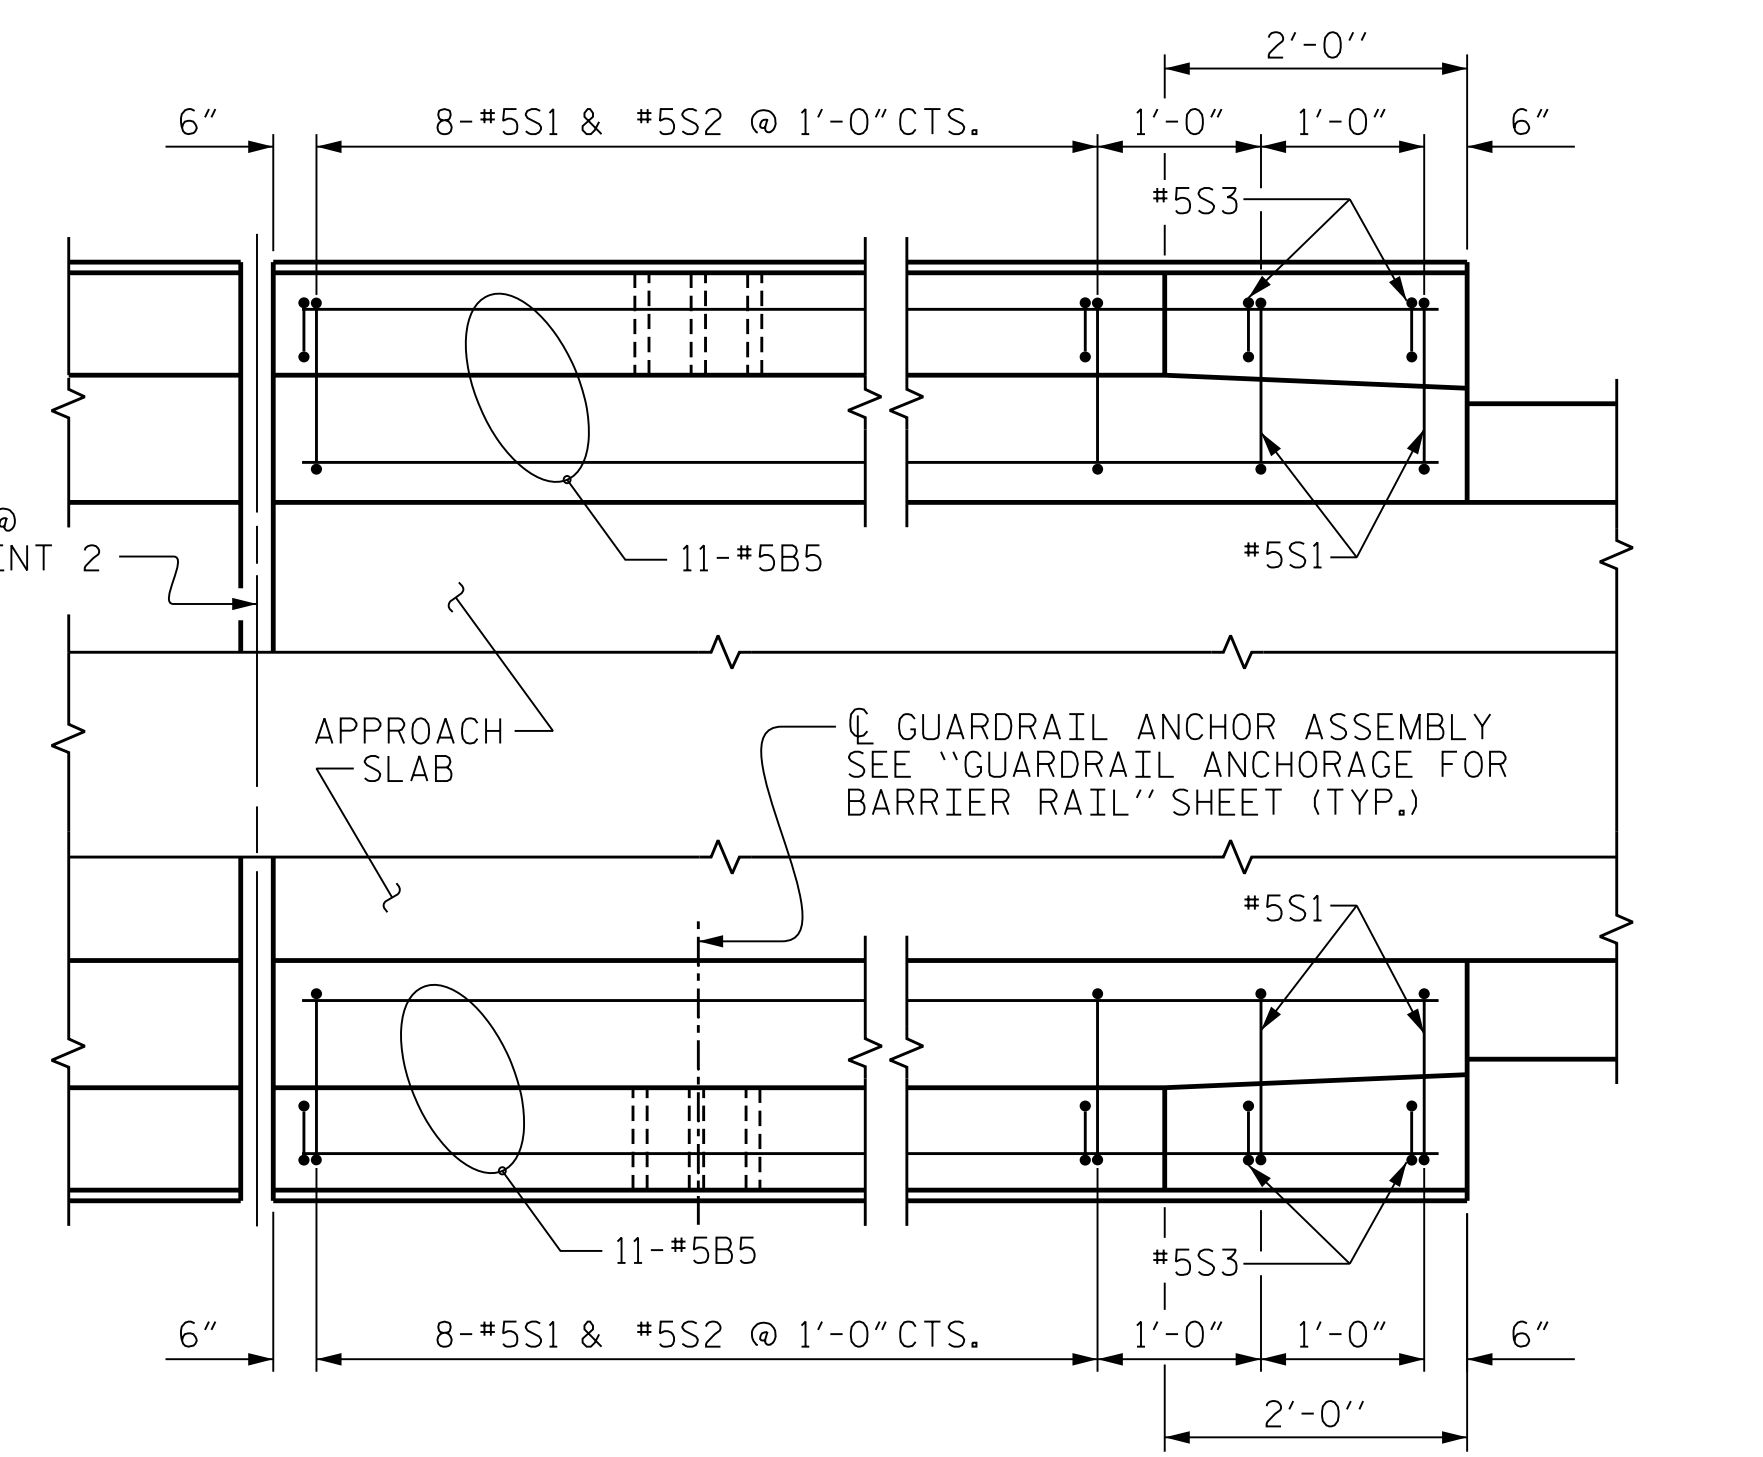 2'-0''
6" 8-#5S1 & #5S2 @ 1'-0" CTS. 1'-0" 1'-0" 6"
#5S3
@
ENT 2
11-#5B5
#5S1
APPROACH
SLAB
℄ GUARDRAIL ANCHOR ASSEMBLY
SEE "GUARDRAIL ANCHORAGE FOR
BARRIER RAIL" SHEET (TYP.)
#5S1
11-#5B5
#5S3
6" 8-#5S1 & #5S2 @ 1'-0" CTS. 1'-0" 1'-0" 6"
2'-0''